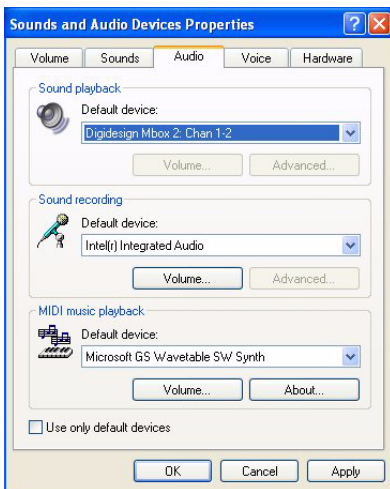 Sounds and Audio Devices Properties
Volume Sounds Audio Voice Hardware
Sound playback
Default device:
Digidesign Mbox 2: Chan 1-2
Volume... Advanced...
Sound recording
Default device:
Intel(r) Integrated Audio
Volume... Advanced...
MIDI music playback
Default device:
Microsoft GS Wavetable SW Synth
Volume... About...
Use only default devices
OK Cancel Apply